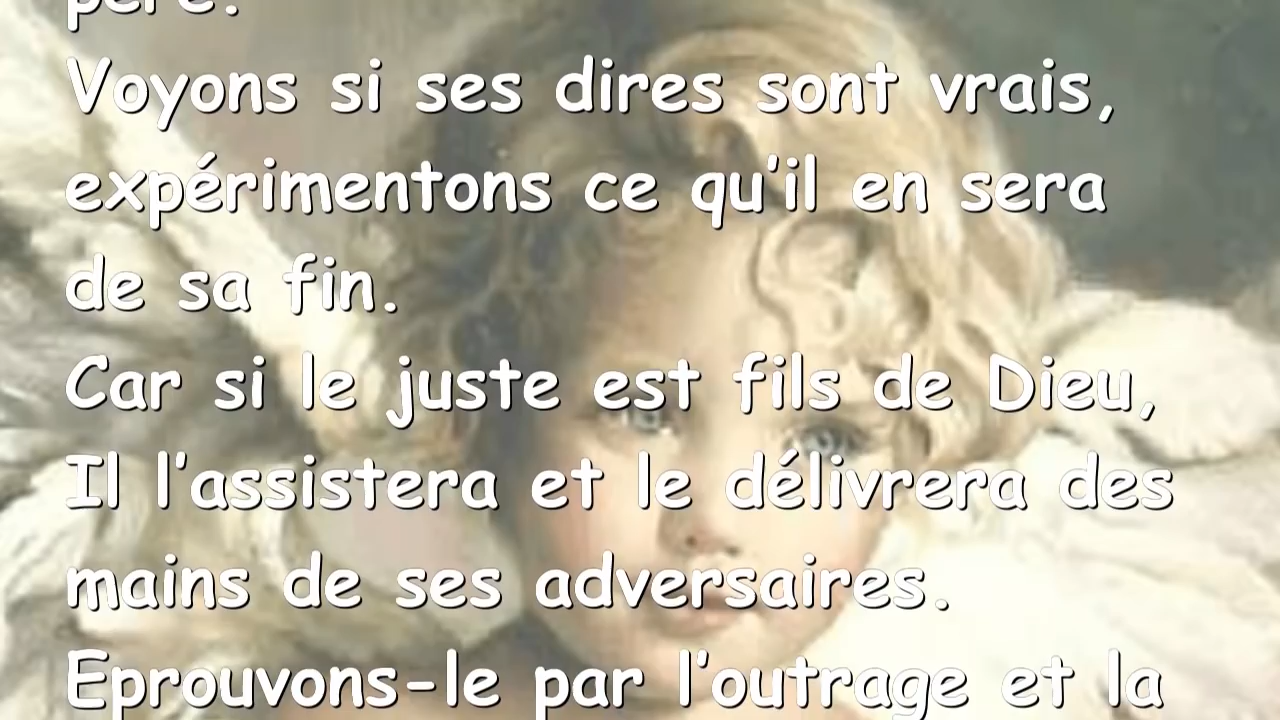 père.
Voyons si ses dires sont vrais,
expérimentons ce qu'il en sera
de sa fin.
Car si le juste est fils de Dieu,
Il l'assistera et le délivrera des
mains de ses adversaires.
Eprouvons-le par l'outrage et la